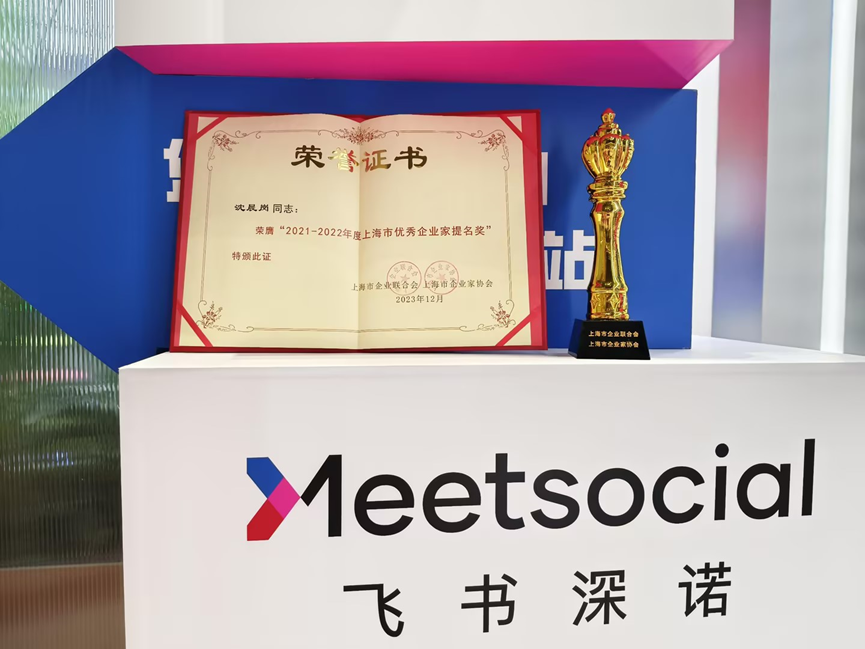 荣誉证书
沈晨岗 同志：
荣膺“2021-2022年度上海市优秀企业家提名奖”
特颁此证
上海市企业联合会 上海市企业家协会
2023年12月
上海市企业联合会
上海市企业家协会
站
Meetsocial
飞书深诺